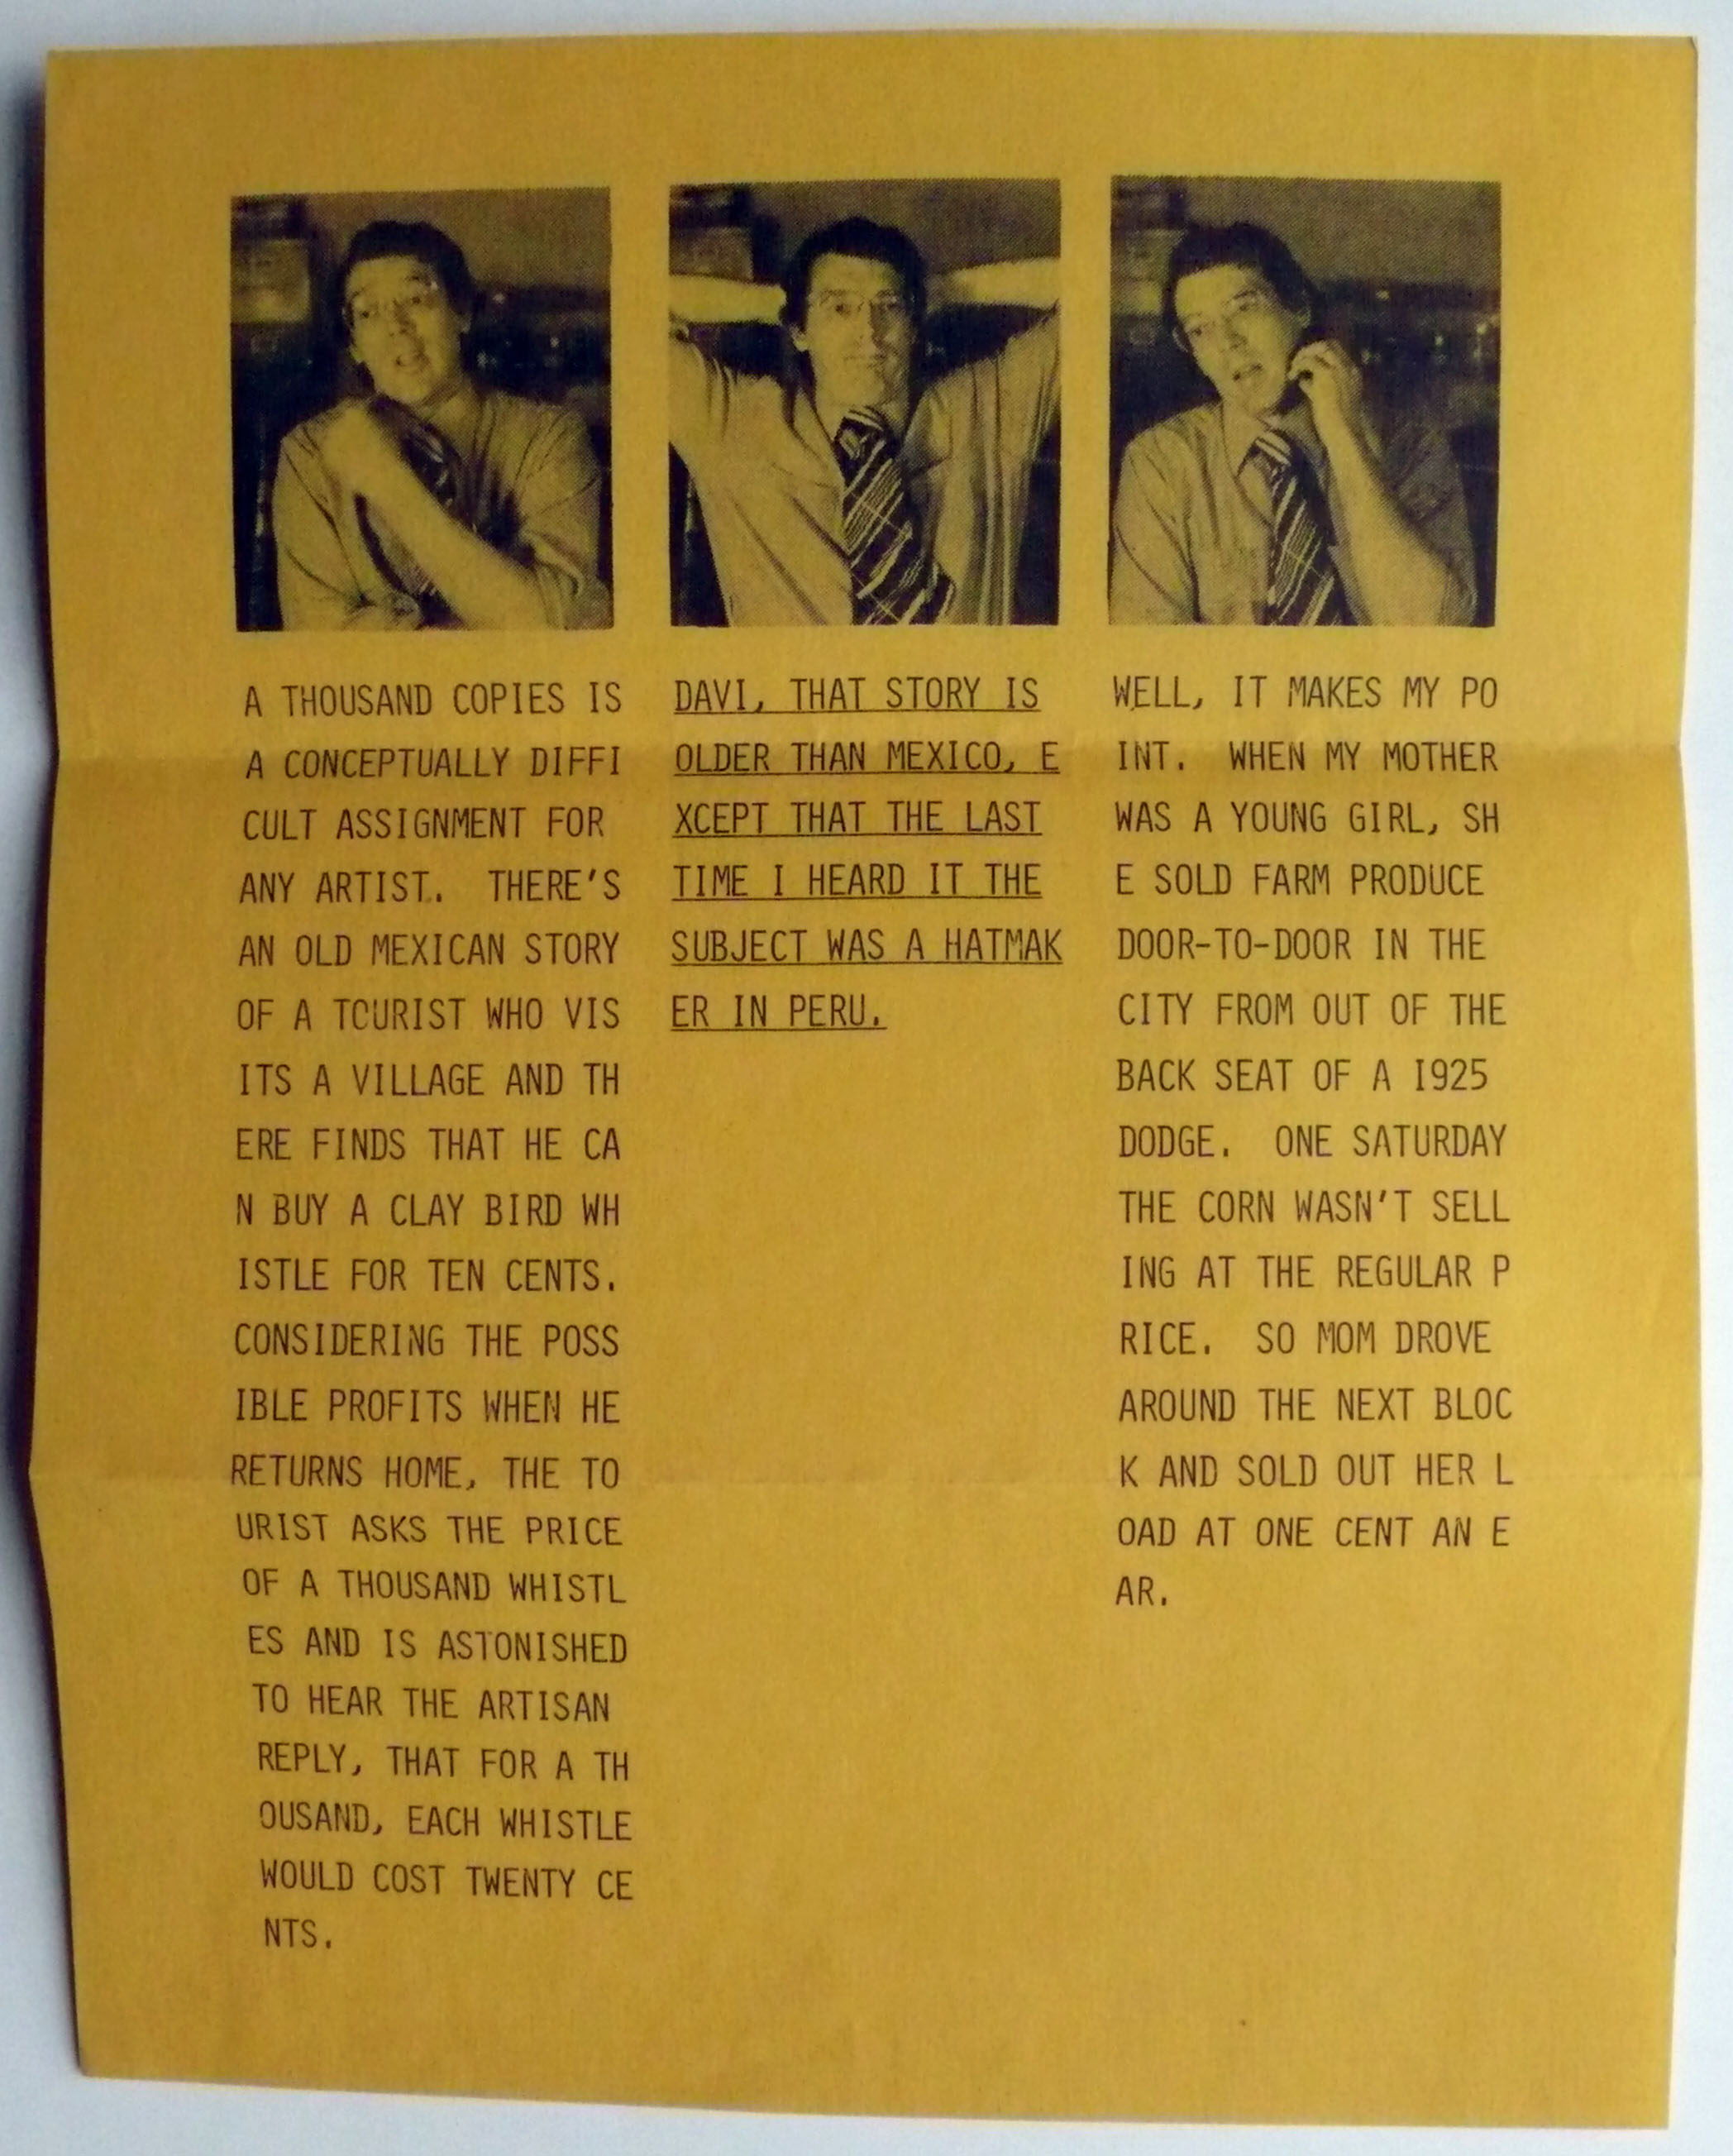 A THOUSAND COPIES IS
A CONCEPTUALLY DIFFI
CULT ASSIGNMENT FOR
ANY ARTIST. THERE'S
AN OLD MEXICAN STORY
OF A TOURIST WHO VIS
ITS A VILLAGE AND TH
ERE FINDS THAT HE CA
N BUY A CLAY BIRD WH
ISTLE FOR TEN CENTS.
CONSIDERING THE POSS
IBLE PROFITS WHEN HE
RETURNS HOME, THE TO
URIST ASKS THE PRICE
OF A THOUSAND WHISTL
ES AND IS ASTONISHED
TO HEAR THE ARTISAN
REPLY, THAT FOR A TH
OUSAND, EACH WHISTLE
WOULD COST TWENTY CE
NTS.
DAVI, THAT STORY IS
OLDER THAN MEXICO, E
XCEPT THAT THE LAST
TIME I HEARD IT THE
SUBJECT WAS A HATMAK
ER IN PERU.
WELL, IT MAKES MY PO
INT. WHEN MY MOTHER
WAS A YOUNG GIRL, SH
E SOLD FARM PRODUCE
DOOR-TO-DOOR IN THE
CITY FROM OUT OF THE
BACK SEAT OF A 1925
DODGE. ONE SATURDAY
THE CORN WASN'T SELL
ING AT THE REGULAR P
RICE. SO MOM DROVE
AROUND THE NEXT BLOC
K AND SOLD OUT HER L
OAD AT ONE CENT AN E
AR.